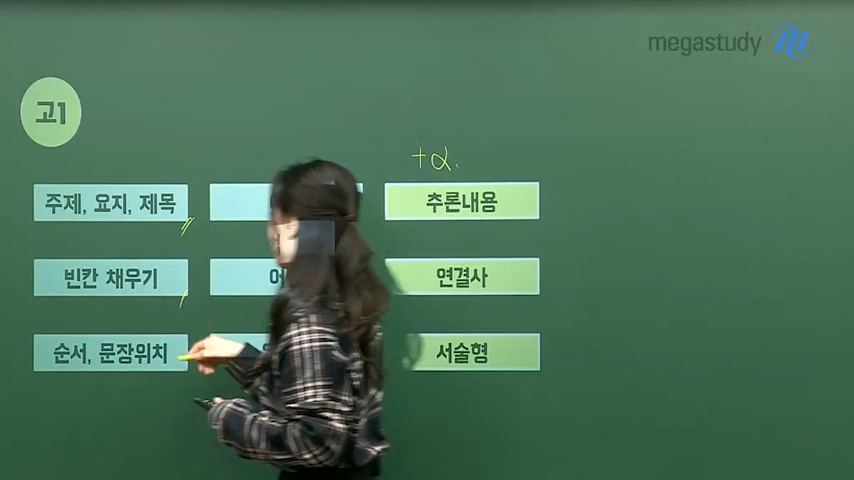 megastudy
고1
+α.
주제, 요지, 제목
추론내용
빈칸 채우기
어
연결사
순서, 문장위치
서술형